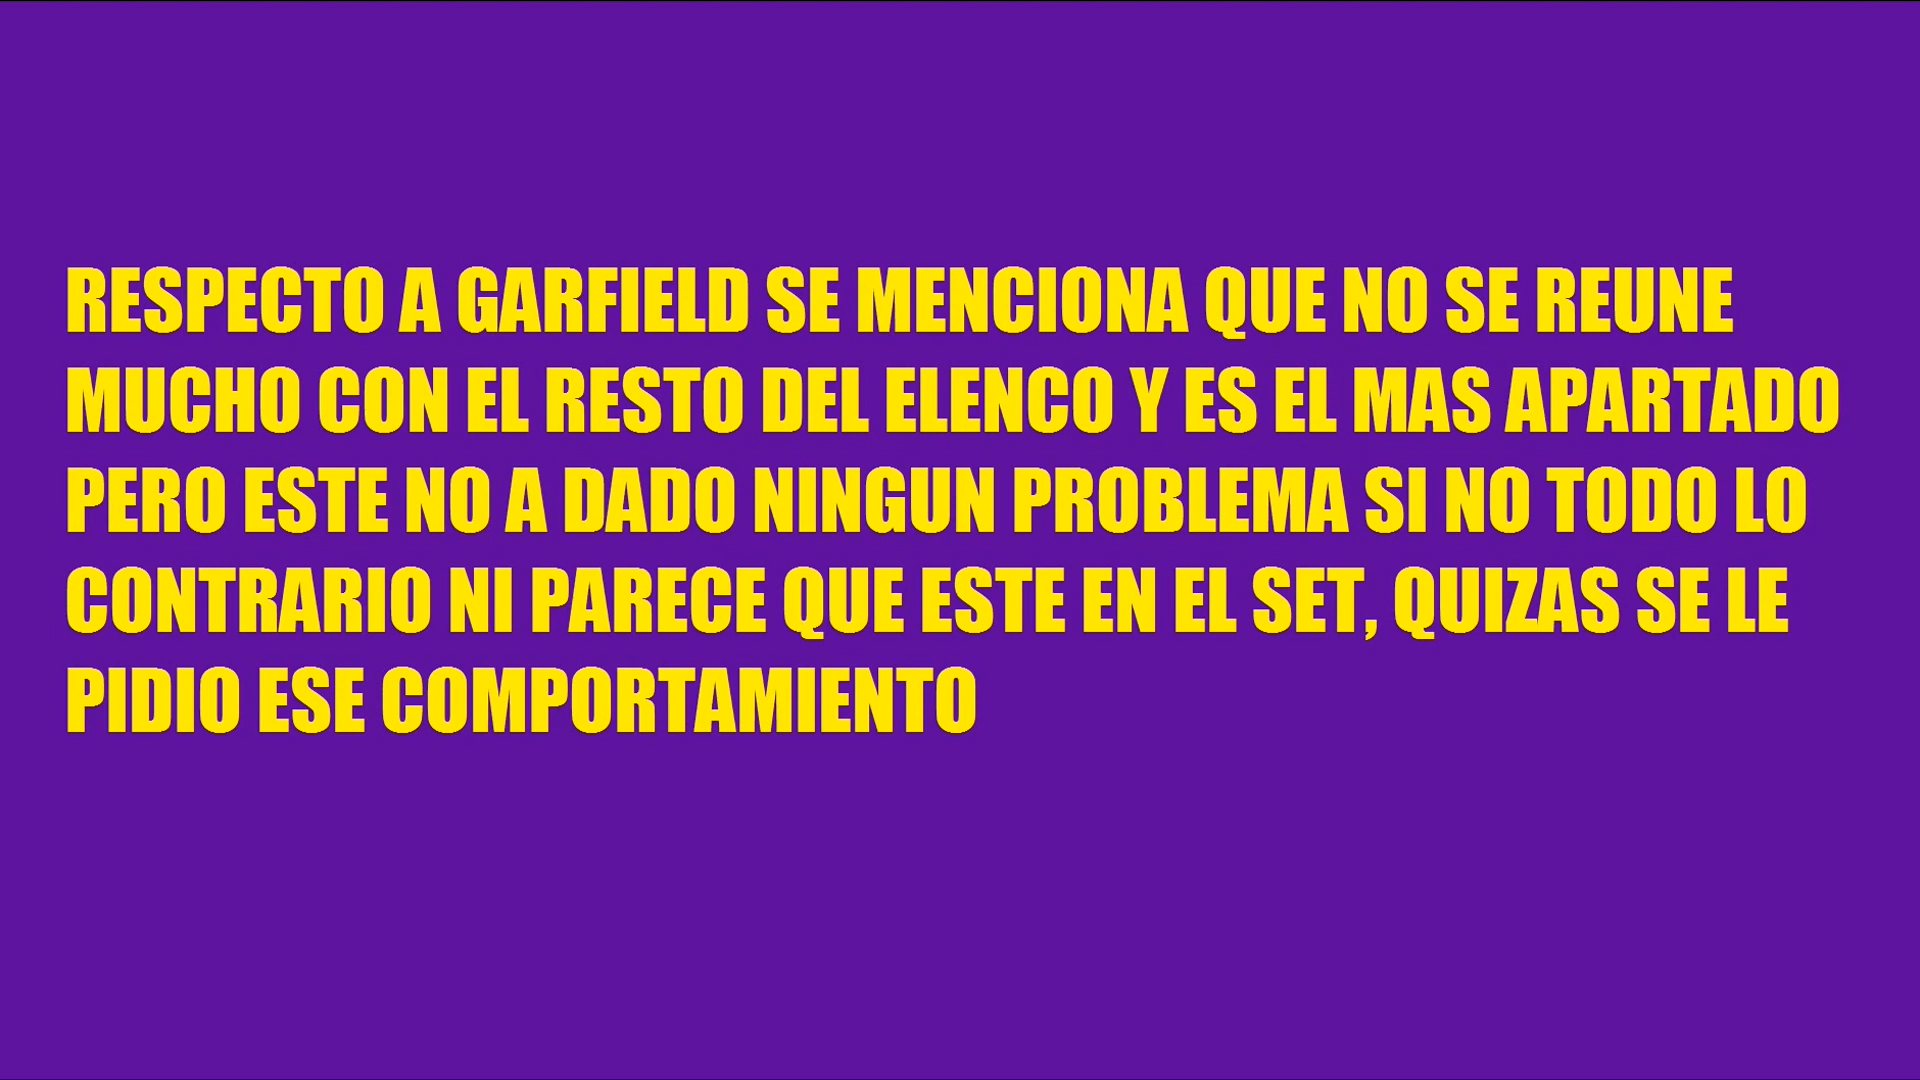 RESPECTO A GARFIELD SE MENCIONA QUE NO SE REUNE
MUCHO CON EL RESTO DEL ELENCO Y ES EL MAS APARTADO
PERO ESTE NO A DADO NINGUN PROBLEMA SI NO TODO LO
CONTRARIO NI PARECE QUE ESTE EN EL SET, QUIZAS SE LE
PIDIO ESE COMPORTAMIENTO